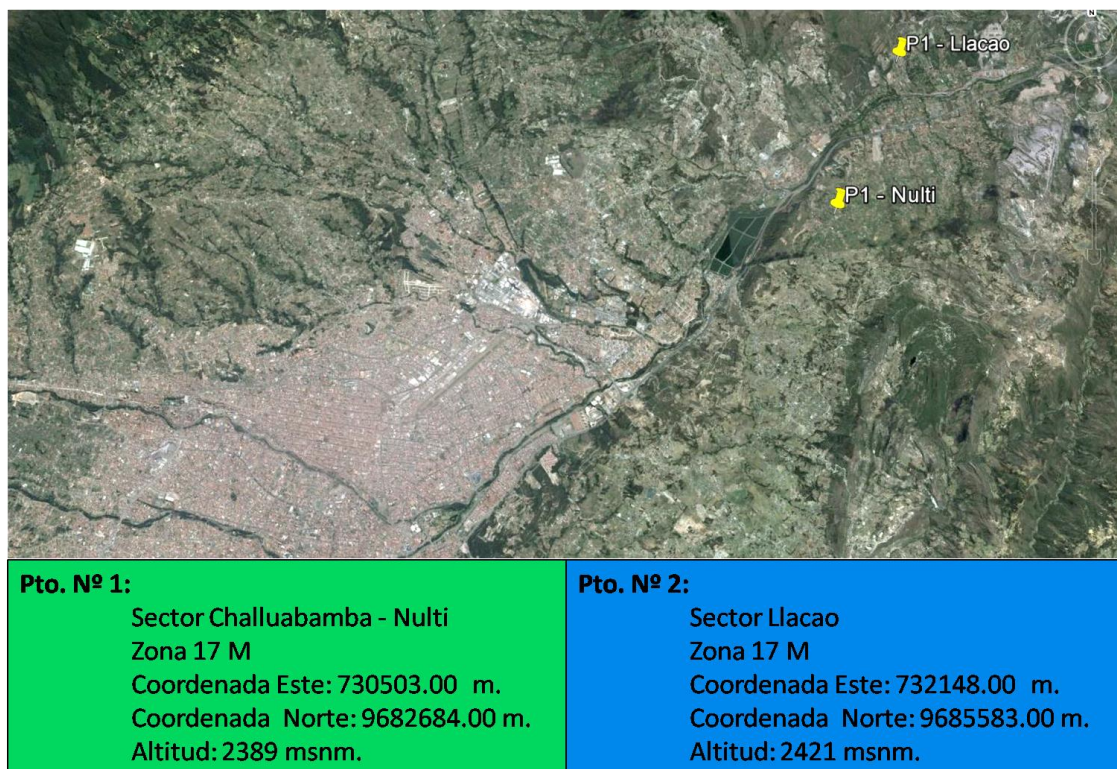 N
P1 - Llacao
P1 - Nulti
Pto. Nº 1:
Sector Challuabamba - Nulti
Zona 17 M
Coordenada Este: 730503.00 m.
Coordenada Norte: 9682684.00 m.
Altitud: 2389 msnm.
Pto. Nº 2:
Sector Llacao
Zona 17 M
Coordenada Este: 732148.00 m.
Coordenada Norte: 9685583.00 m.
Altitud: 2421 msnm.